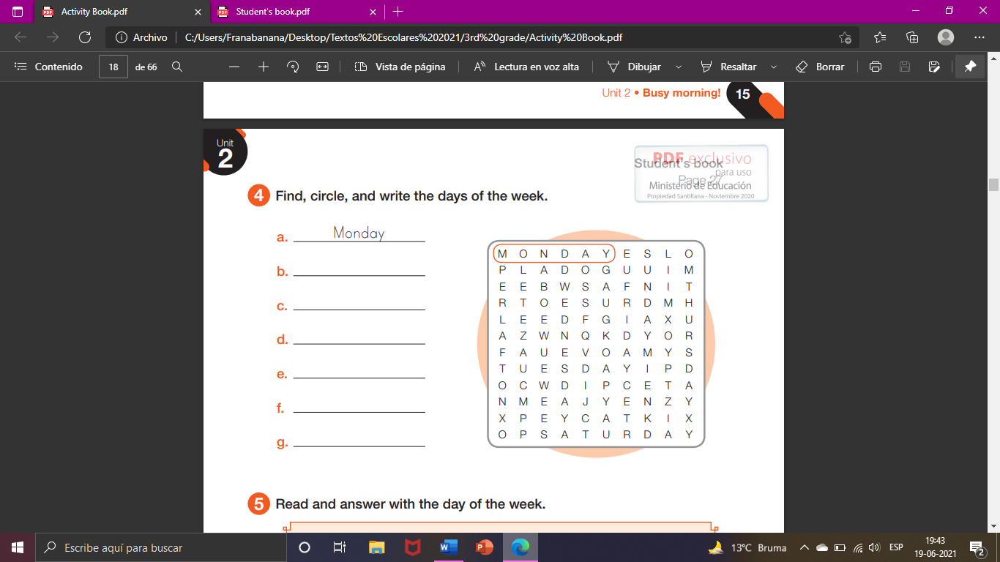 Activity Book.pdf
Student's book.pdf
Archivo
C:/Users/Franabanana/Desktop/Textos%20Escolares%202021/3rd%20grade/Activity%20Book.pdf
Contenido 18 de 66 Vista de página Lectura en voz alta Dibujar Resaltar Borrar
Unit 2 • Busy morning! 15
Unit
2
PDF exclusivo
Student's book
para uso
Page 27
Ministerio de Educación
Propiedad Santillana - Noviembre 2020
4 Find, circle, and write the days of the week.
a. Monday
b.
c.
d.
e.
f.
g.
M O N D A Y E S L O
P L A D O G U U I M
E E B W S A F N I T
R T O E S U R D M H
L E E D F G I A X U
A Z W N Q K D Y O R
F A U E V O A M Y S
T U E S D A Y I P D
O C W D I P C E T A
N M E A J Y E N Z Y
X P E Y C A T K I X
O P S A T U R D A Y
5 Read and answer with the day of the week.
Escribe aquí para buscar
13°C Bruma
ESP
19:43
19-06-2021
2